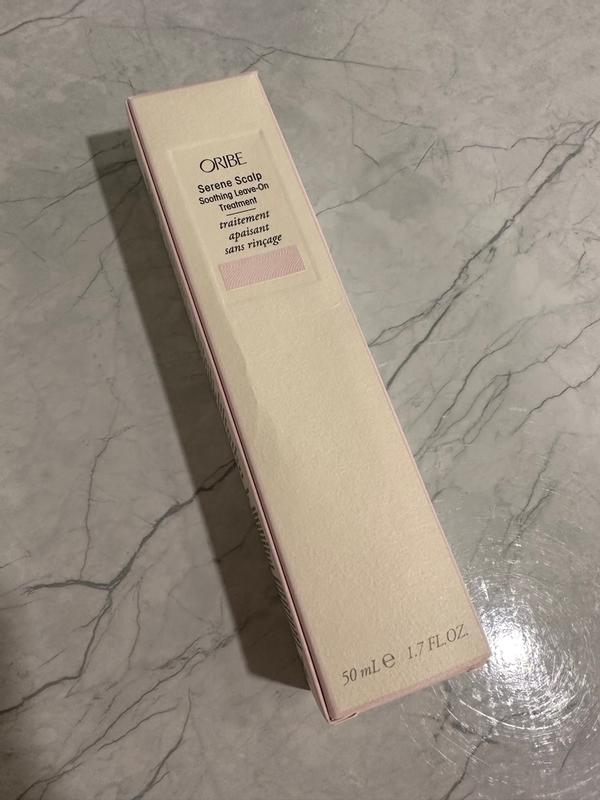 ORIBE
Serene Scalp
Soothing Leave-On
Treatment
traitement
apaisant
sans rinçage
50 mL ℮ 1.7 FL.OZ.